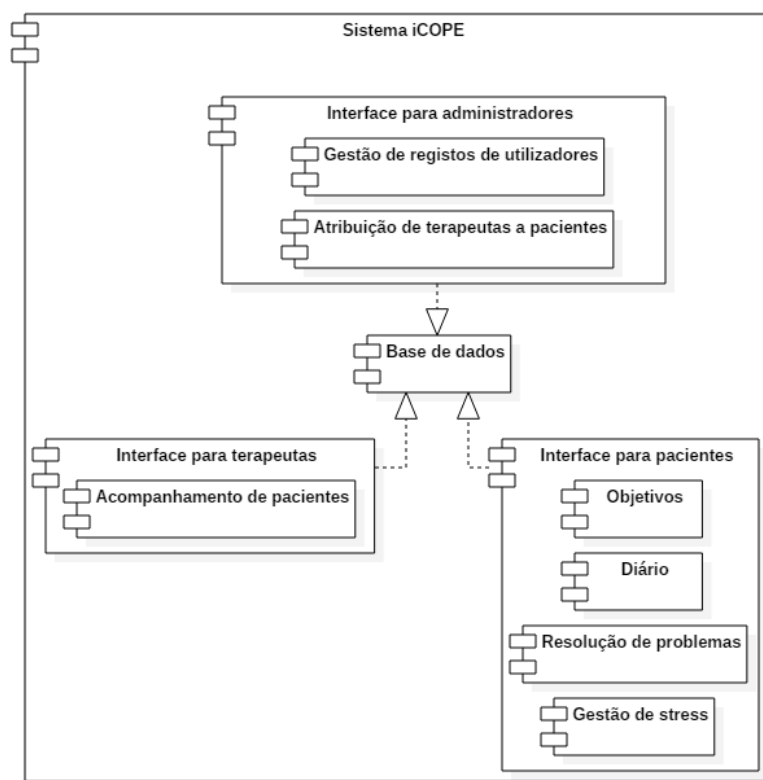 Sistema iCOPE
Interface para administradores
Gestão de registos de utilizadores
Atribuição de terapeutas a pacientes
Base de dados
Interface para terapeutas
Acompanhamento de pacientes
Interface para pacientes
Objetivos
Diário
Resolução de problemas
Gestão de stress